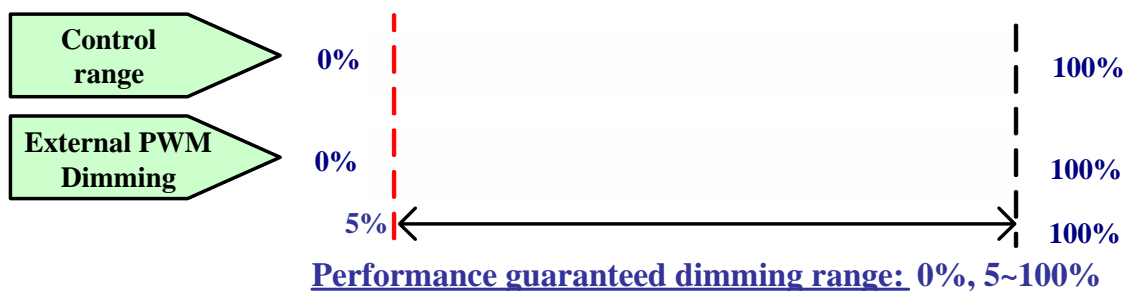 Control
range
0%
100%
External PWM
Dimming
0%
100%
5%
100%
Performance guaranteed dimming range: 0%, 5~100%